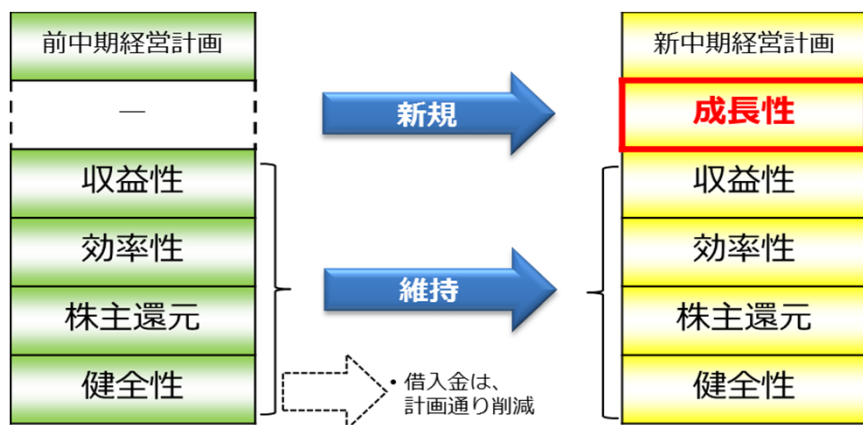 前中期経営計画
—
収益性
効率性
株主還元
健全性
新規
維持
・借入金は、
計画通り削減
新中期経営計画
成長性
収益性
効率性
株主還元
健全性